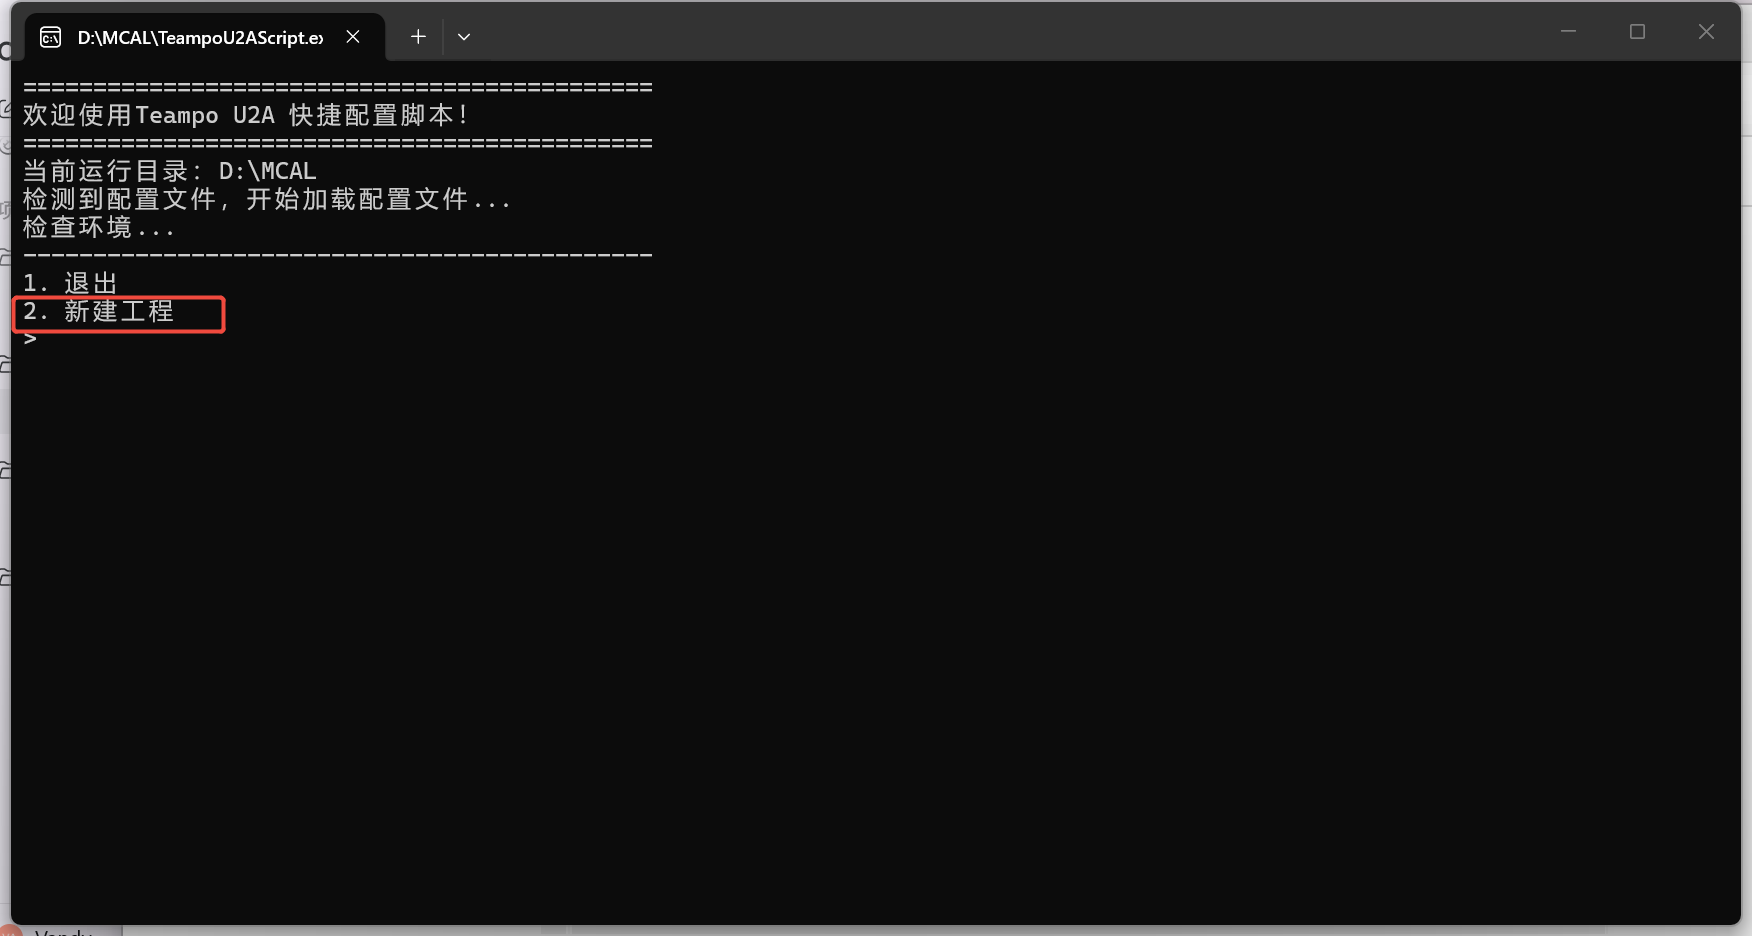 D:\MCAL\TeampoU2AScript.ex
=============================================
欢迎使用Teampo U2A 快捷配置脚本!
=============================================
当前运行目录: D:\MCAL
检测到配置文件, 开始加载配置文件...
检查环境...
---------------------------------------------
1. 退出
2. 新建工程
>